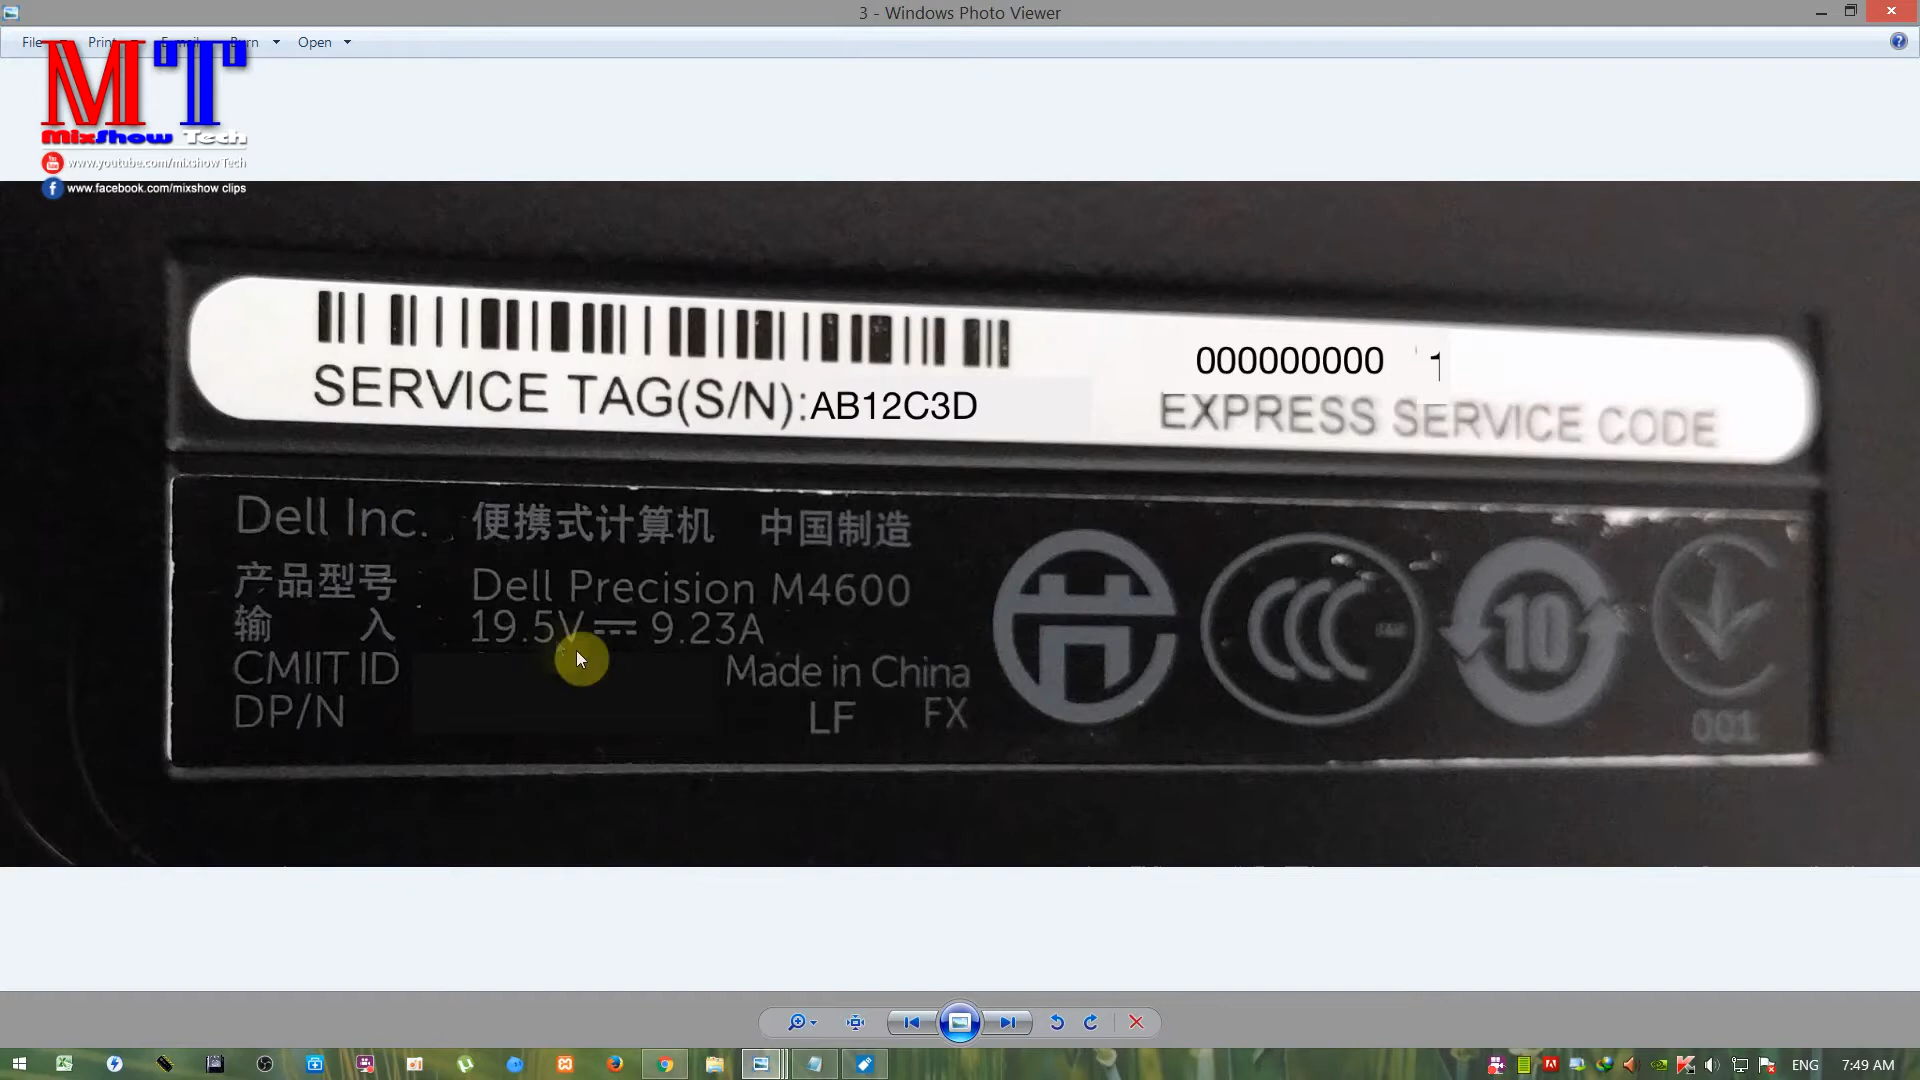 3 - Windows Photo Viewer
File Print E-mail Burn Open
MT
MixShow Tech
www.youtube.com/mixshow Tech
www.facebook.com/mixshow clips
000000000 1
SERVICE TAG(S/N):AB12C3D
EXPRESS SERVICE CODE
Dell Inc. 便携式计算机 中国制造
产品型号 Dell Precision M4600
输 入 19.5V 9.23A
CMIIT ID Made in China
DP/N LF FX
10
001
ENG 7:49 AM